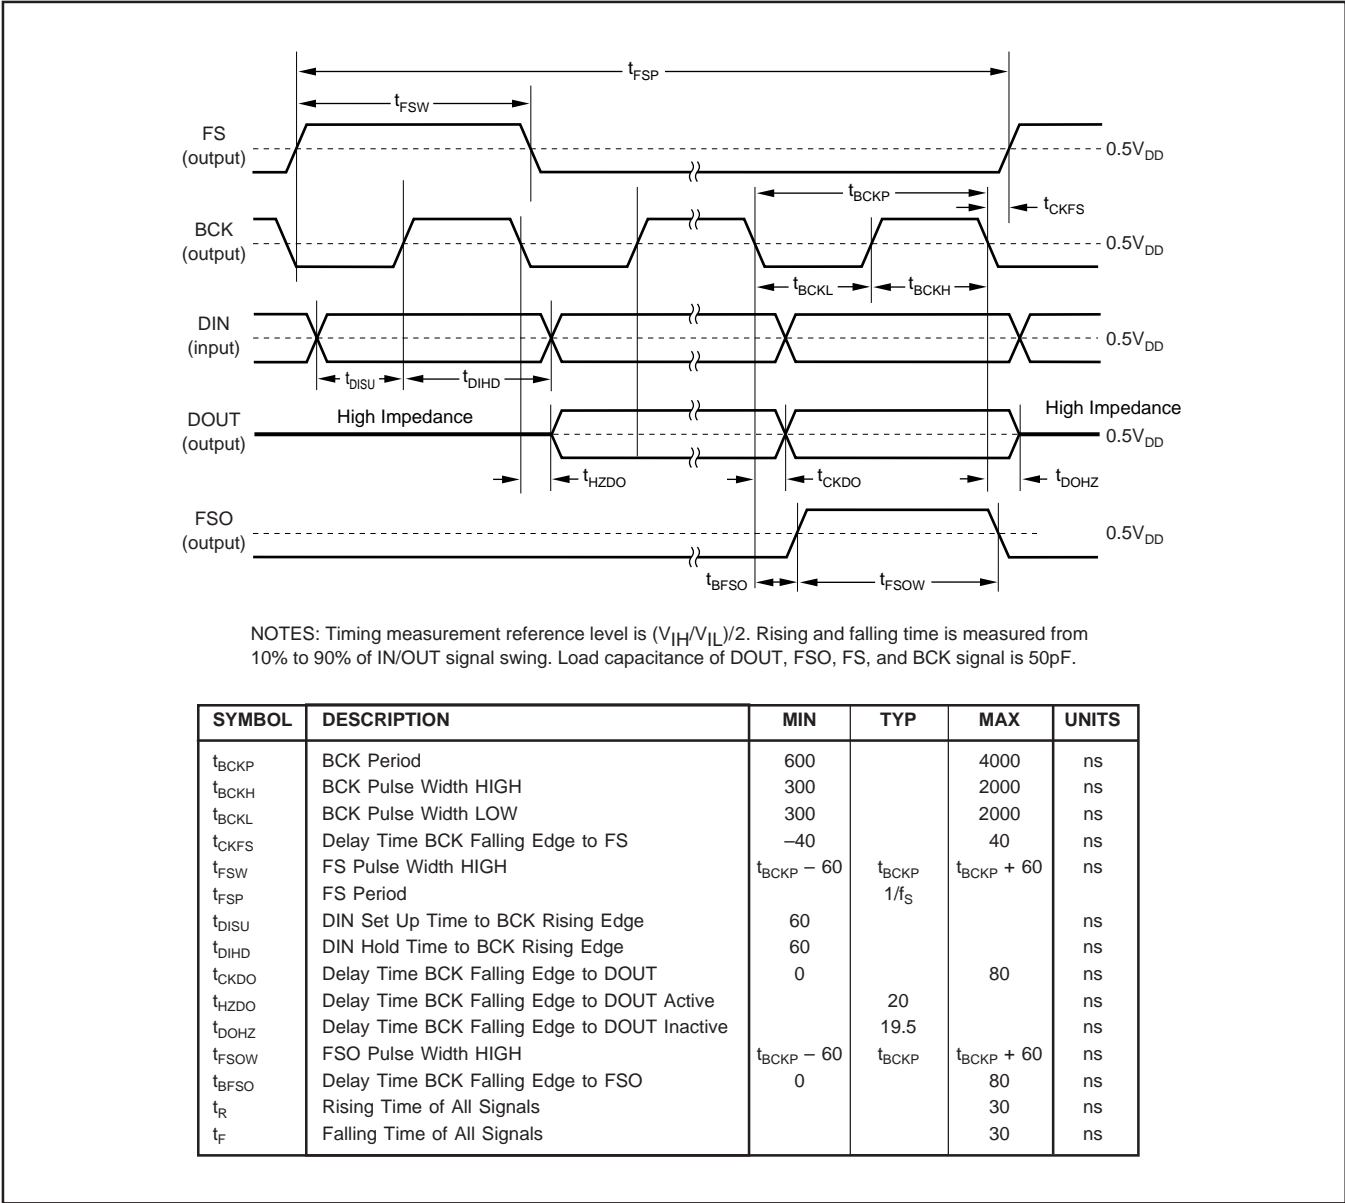 tFSP
tFSW
FS
(output)
0.5VDD
tBCKP
tCKFS
BCK
(output)
0.5VDD
tBCKL
tBCKH
DIN
(input)
0.5VDD
tDISU
tDIHD
DOUT
(output)
High Impedance
High Impedance
0.5VDD
tHZDO
tCKDO
tDOHZ
FSO
(output)
0.5VDD
tBFSO
tFSOW
NOTES: Timing measurement reference level is (VIH/VIL)/2. Rising and falling time is measured from
10% to 90% of IN/OUT signal swing. Load capacitance of DOUT, FSO, FS, and BCK signal is 50pF.
SYMBOL DESCRIPTION MIN TYP MAX UNITS
tBCKP BCK Period 600 4000 ns
tBCKH BCK Pulse Width HIGH 300 2000 ns
tBCKL BCK Pulse Width LOW 300 2000 ns
tCKFS Delay Time BCK Falling Edge to FS –40 40 ns
tFSW FS Pulse Width HIGH tBCKP – 60 tBCKP tBCKP + 60 ns
tFSP FS Period 1/fS
tDISU DIN Set Up Time to BCK Rising Edge 60 ns
tDIHD DIN Hold Time to BCK Rising Edge 60 ns
tCKDO Delay Time BCK Falling Edge to DOUT 0 80 ns
tHZDO Delay Time BCK Falling Edge to DOUT Active 20 ns
tDOHZ Delay Time BCK Falling Edge to DOUT Inactive 19.5 ns
tFSOW FSO Pulse Width HIGH tBCKP – 60 tBCKP tBCKP + 60 ns
tBFSO Delay Time BCK Falling Edge to FSO 0 80 ns
tR Rising Time of All Signals 30 ns
tF Falling Time of All Signals 30 ns